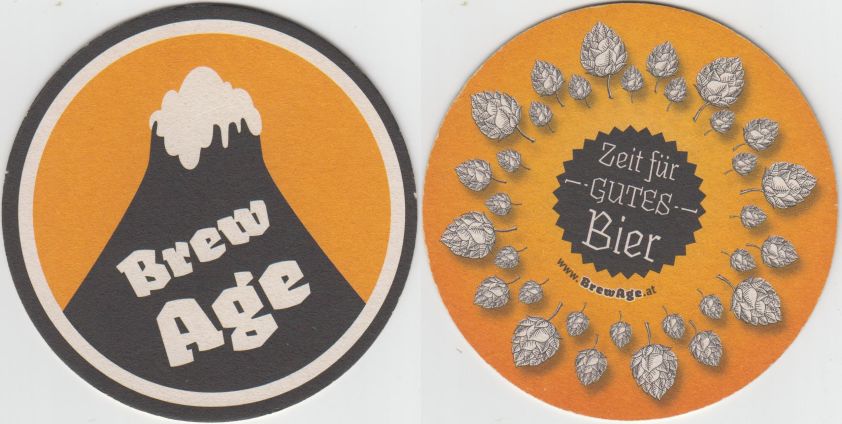 Brew
Age
Zeit für
GUTES
Bier
www.BrewAge.at